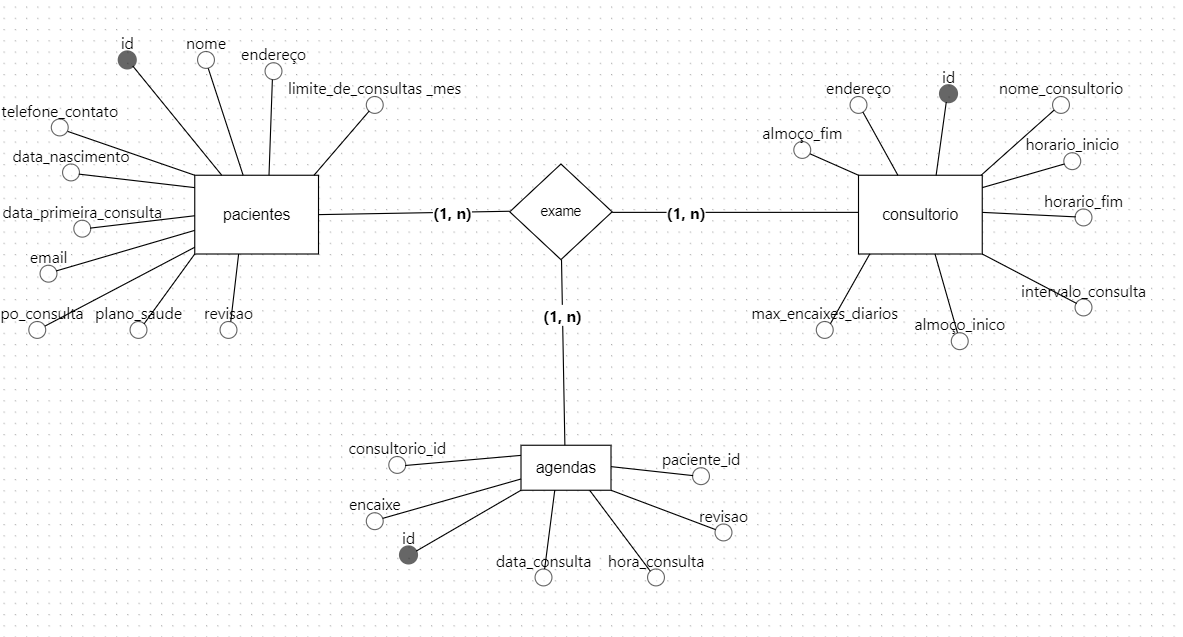 id
nome
endereço
limite_de_consultas _mes
telefone_contato
data_nascimento
data_primeira_consulta
email
po_consulta
plano_saude
revisao
pacientes
(1, n)
exame
(1, n)
(1, n)
endereço
id
nome_consultorio
almoço_fim
horario_inicio
horario_fim
consultorio
intervalo_consulta
max_encaixes_diarios
almoço_inico
consultorio_id
agendas
paciente_id
encaixe
revisao
id
data_consulta
hora_consulta